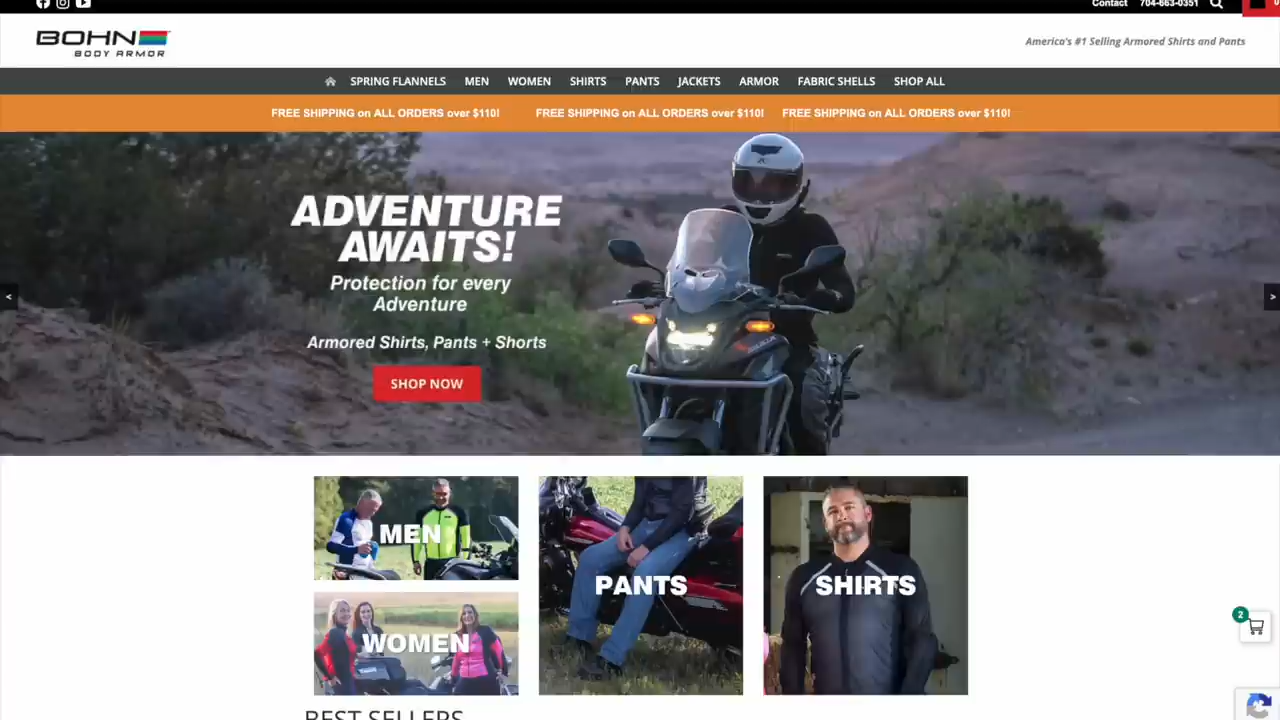 Contact 704-663-0351 0
BOHN
BODY ARMOR
America's #1 Selling Armored Shirts and Pants
SPRING FLANNELS MEN WOMEN SHIRTS PANTS JACKETS ARMOR FABRIC SHELLS SHOP ALL
FREE SHIPPING on ALL ORDERS over $110! FREE SHIPPING on ALL ORDERS over $110! FREE SHIPPING on ALL ORDERS over $110!
ADVENTURE
AWAITS!
Protection for every
Adventure
Armored Shirts, Pants + Shorts
SHOP NOW
< >
MEN
WOMEN
PANTS
SHIRTS
2
BEST SELLERS